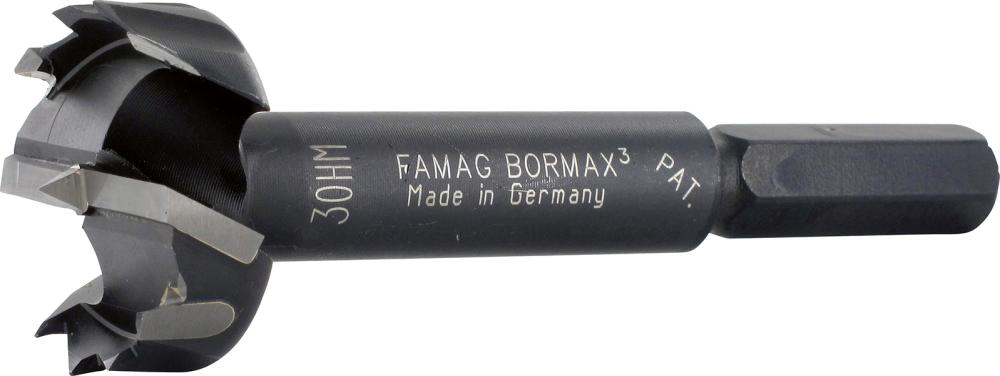 30HM
FAMAG BORMAX³
Made in Germany
PAT.